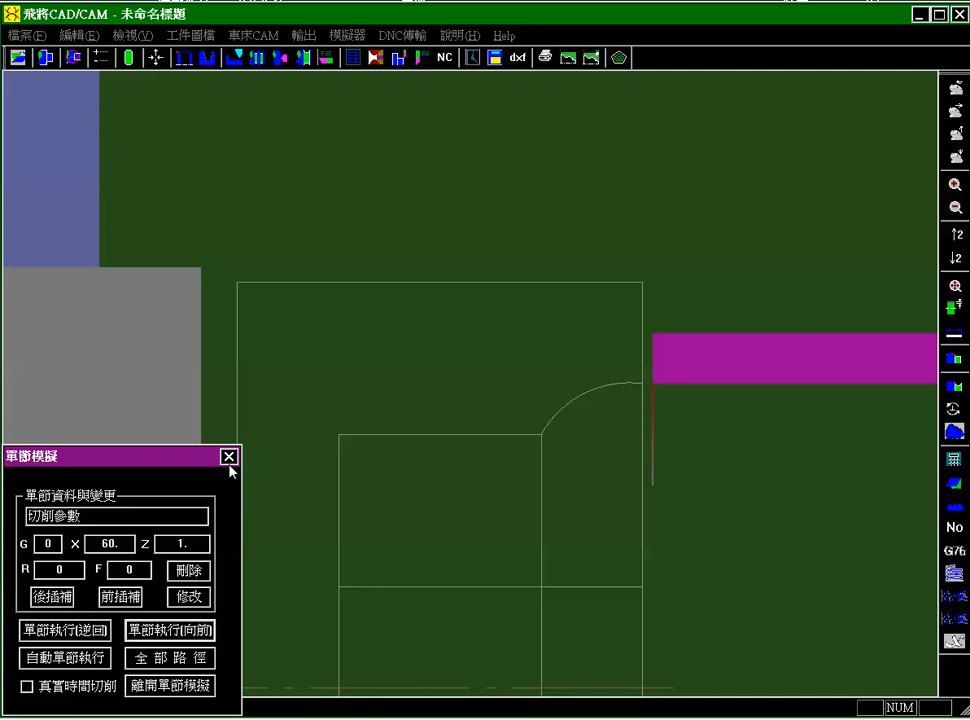 飛將CAD/CAM - 未命名標題
檔案(F) 編輯(E) 檢視(V) 工件圖檔 車床CAM 輸出 模擬器 DNC傳輸 說明(H) Help
NC dxf
2
2
No
G76
單節模擬
單節資料與變更
切削參數
G 0 X 60. Z 1.
R 0 F 0 刪除
後插補 前插補 修改
單節執行(逆回) 單節執行(向前)
自動單節執行 全 部 路 徑
真實時間切削 離開單節模擬
NUM